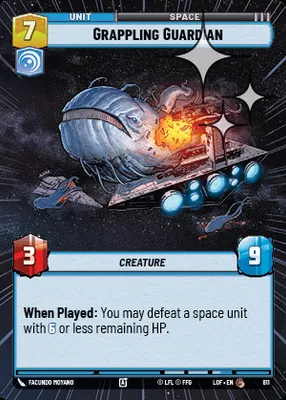 7
UNIT
SPACE
GRAPPLING GUARDIAN
3
9
CREATURE
When Played: You may defeat a space unit
with 6 or less remaining HP.
FACUNDO MOYANO
© LFL © FFG
LOF • EN
611